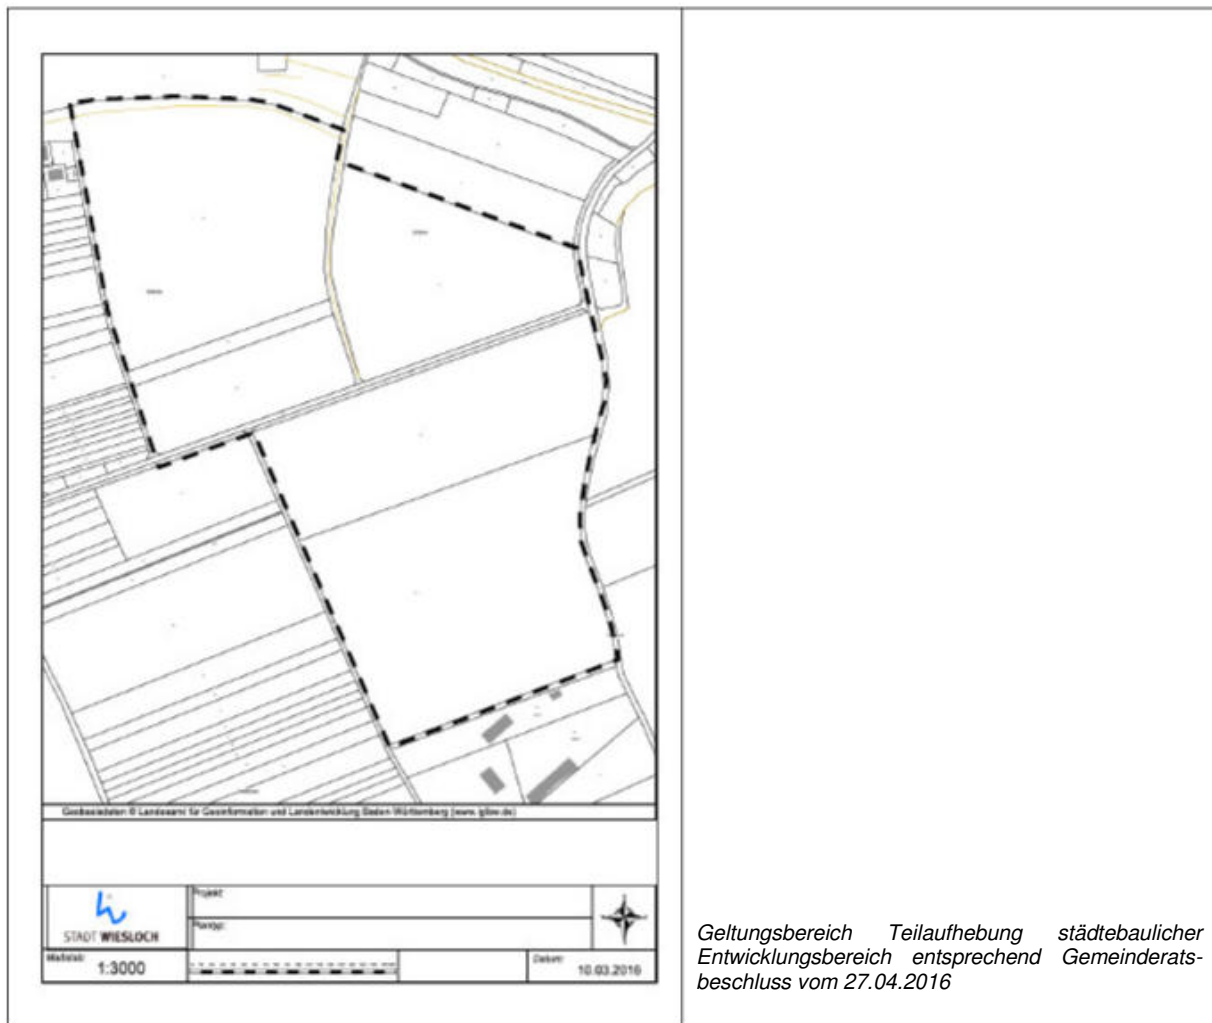 Geobasisdaten © Landesamt für Geoinformation und Landentwicklung Baden-Württemberg (www.lgl-bw.de)
STADT WIESLOCH
Projekt:
Plantyp:
Maßstab:
1:3000
Datum:
10.03.2016
Geltungsbereich Teilaufhebung städtebaulicher
Entwicklungsbereich entsprechend Gemeinderats-
beschluss vom 27.04.2016